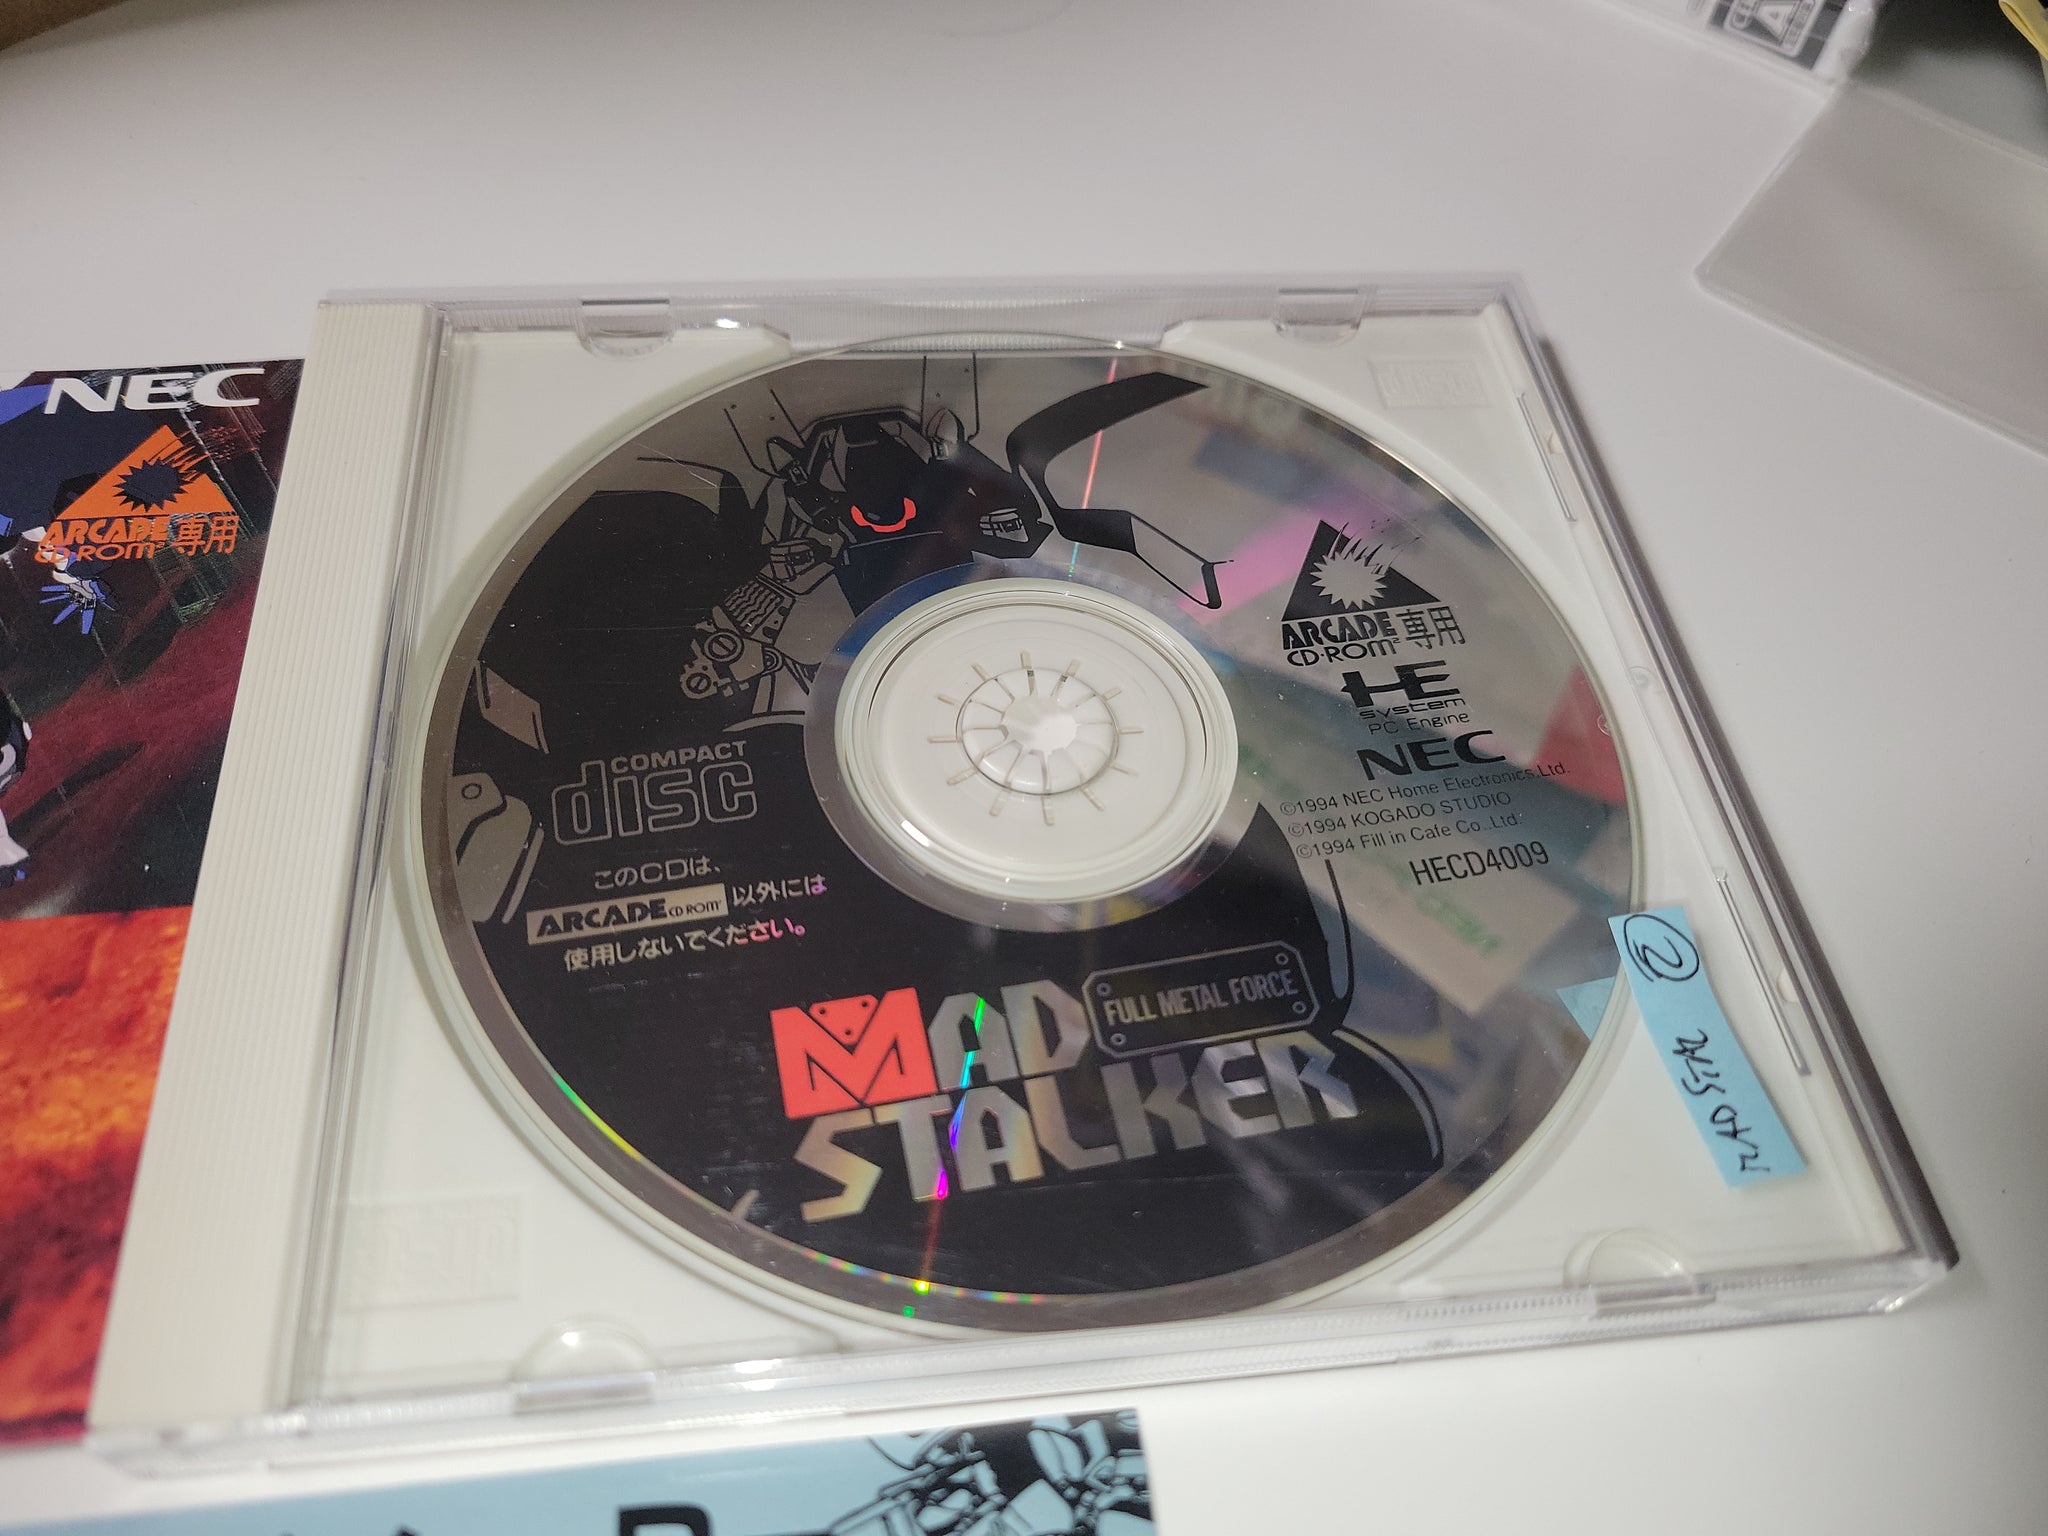 NEC
ARCADE 専用
CD-ROM²
ARCADE 専用
CD-ROM²
HE
system
PC Engine
NEC
©1994 NEC Home Electronics.Ltd.
©1994 KOGADO STUDIO
©1994 Fill in Cafe Co.,Ltd.
HECD4009
COMPACT
disc
このCDは、
ARCADE CD ROM² 以外には
使用しないでください。
MAD
FULL METAL FORCE
STALKER
②